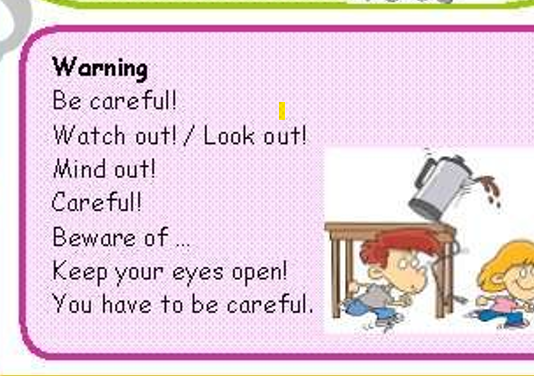 Warning
Be careful!
Watch out! / Look out!
Mind out!
Careful!
Beware of ...
Keep your eyes open!
You have to be careful.